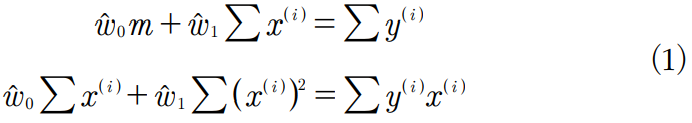 ŵ₀m + ŵ₁ ∑ x⁽ⁱ⁾ = ∑ y⁽ⁱ⁾
ŵ₀ ∑ x⁽ⁱ⁾ + ŵ₁ ∑ (x⁽ⁱ⁾)² = ∑ y⁽ⁱ⁾x⁽ⁱ⁾
(1)